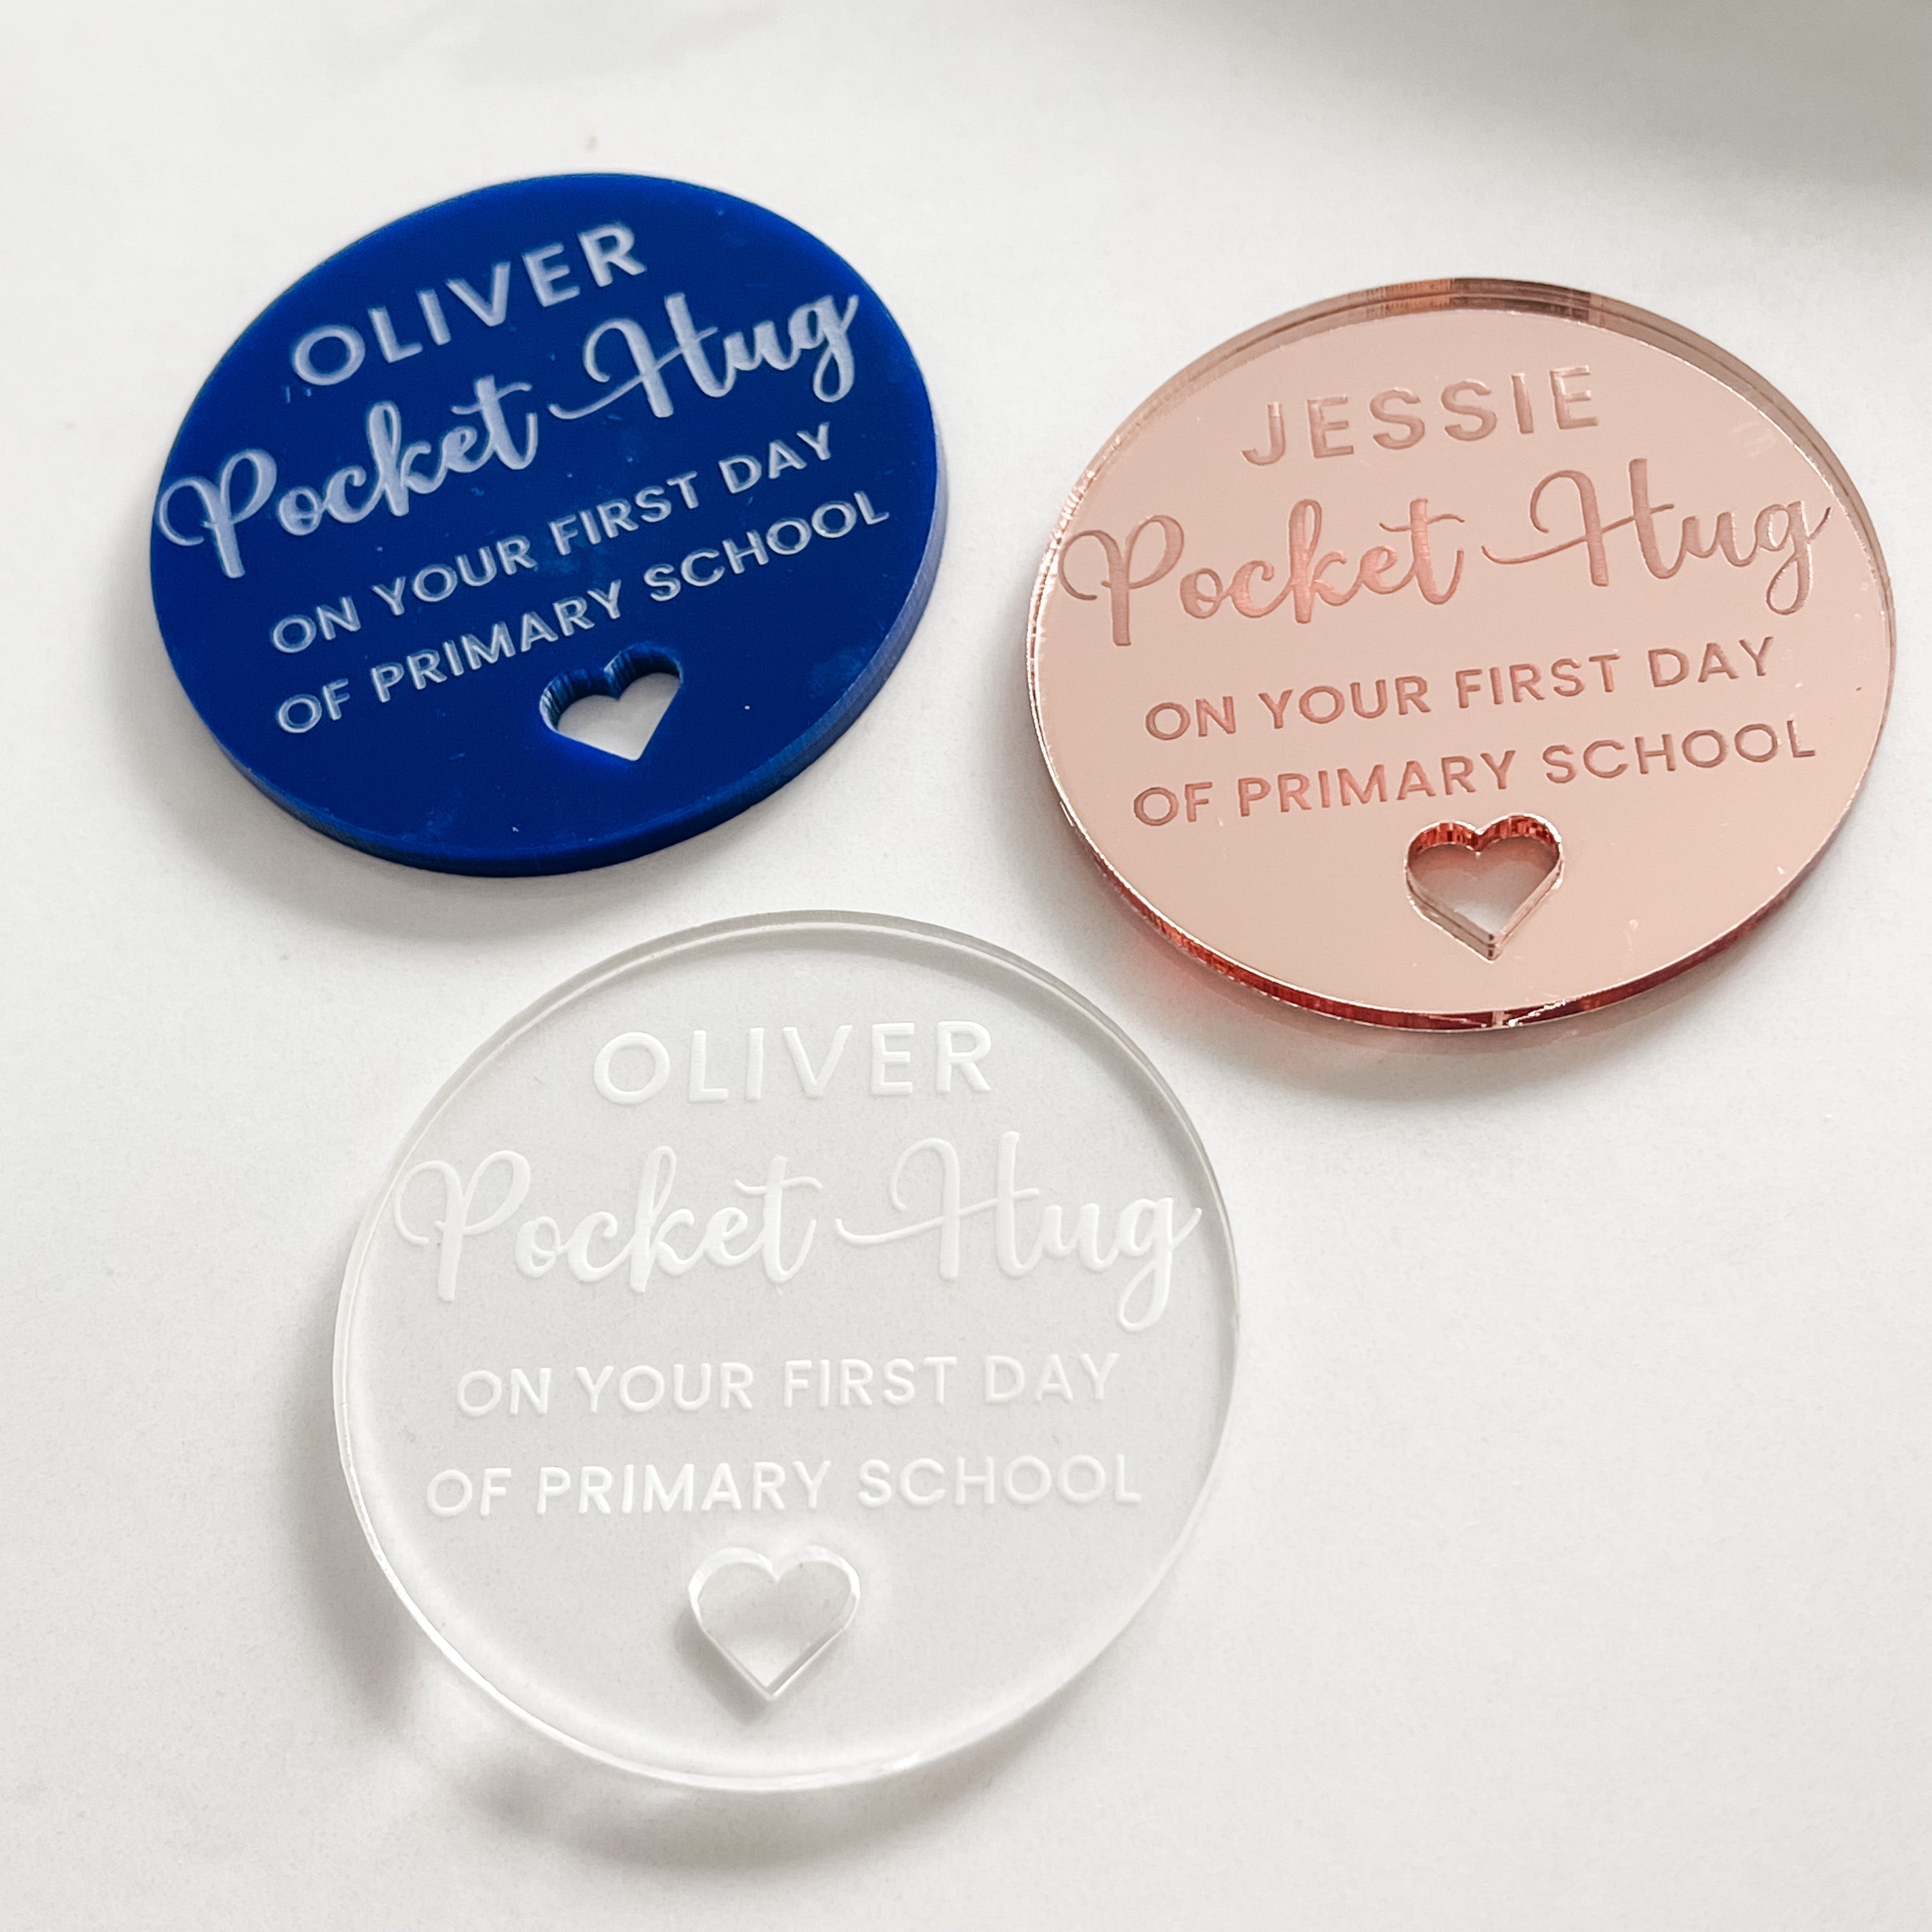 OLIVER
Pocket Hug
ON YOUR FIRST DAY
OF PRIMARY SCHOOL
JESSIE
Pocket Hug
ON YOUR FIRST DAY
OF PRIMARY SCHOOL
OLIVER
Pocket Hug
ON YOUR FIRST DAY
OF PRIMARY SCHOOL